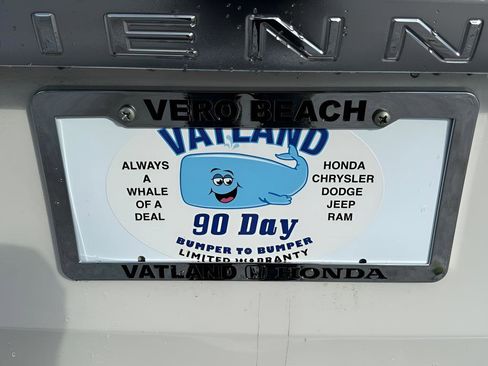 IENN
VERO BEACH
VATLAND
ALWAYS
A
WHALE
OF A
DEAL
HONDA
CHRYSLER
DODGE
JEEP
RAM
90 Day
BUMPER TO BUMPER
LIMITED WARRANTY
VATLAND HONDA